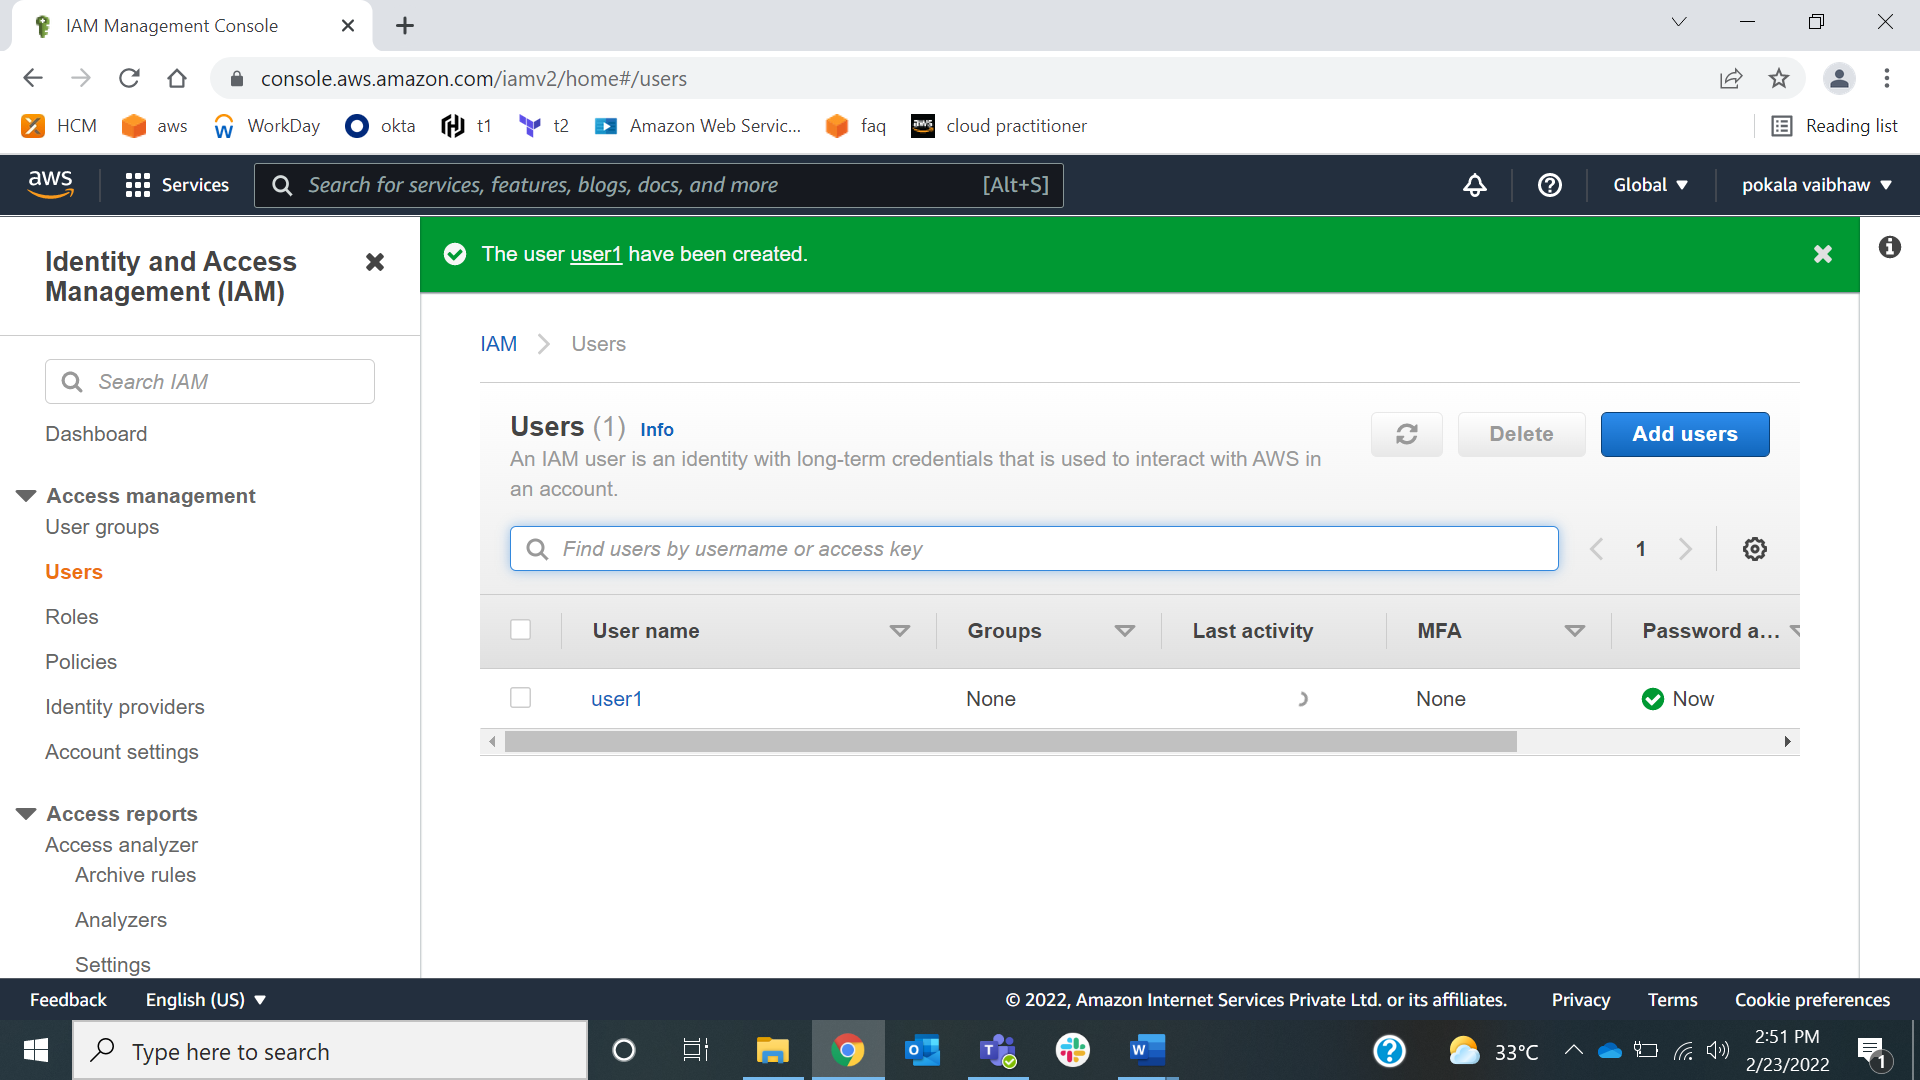 IAM Management Console
console.aws.amazon.com/iamv2/home#/users
HCM aws WorkDay okta t1 t2 Amazon Web Servic... faq aws cloud practitioner Reading list
aws Services Search for services, features, blogs, docs, and more [Alt+S] Global pokala vaibhaw
Identity and Access
Management (IAM)
Search IAM
Dashboard
Access management
User groups
Users
Roles
Policies
Identity providers
Account settings
Access reports
Access analyzer
Archive rules
Analyzers
Settings
The user user1 have been created.
IAM Users
Users (1) Info
An IAM user is an identity with long-term credentials that is used to interact with AWS in
an account.
Delete Add users
Find users by username or access key
1
User name Groups Last activity MFA Password a...
user1 None None Now
Feedback English (US) © 2022, Amazon Internet Services Private Ltd. or its affiliates. Privacy Terms Cookie preferences
Type here to search
33°C
2:51 PM
2/23/2022
1